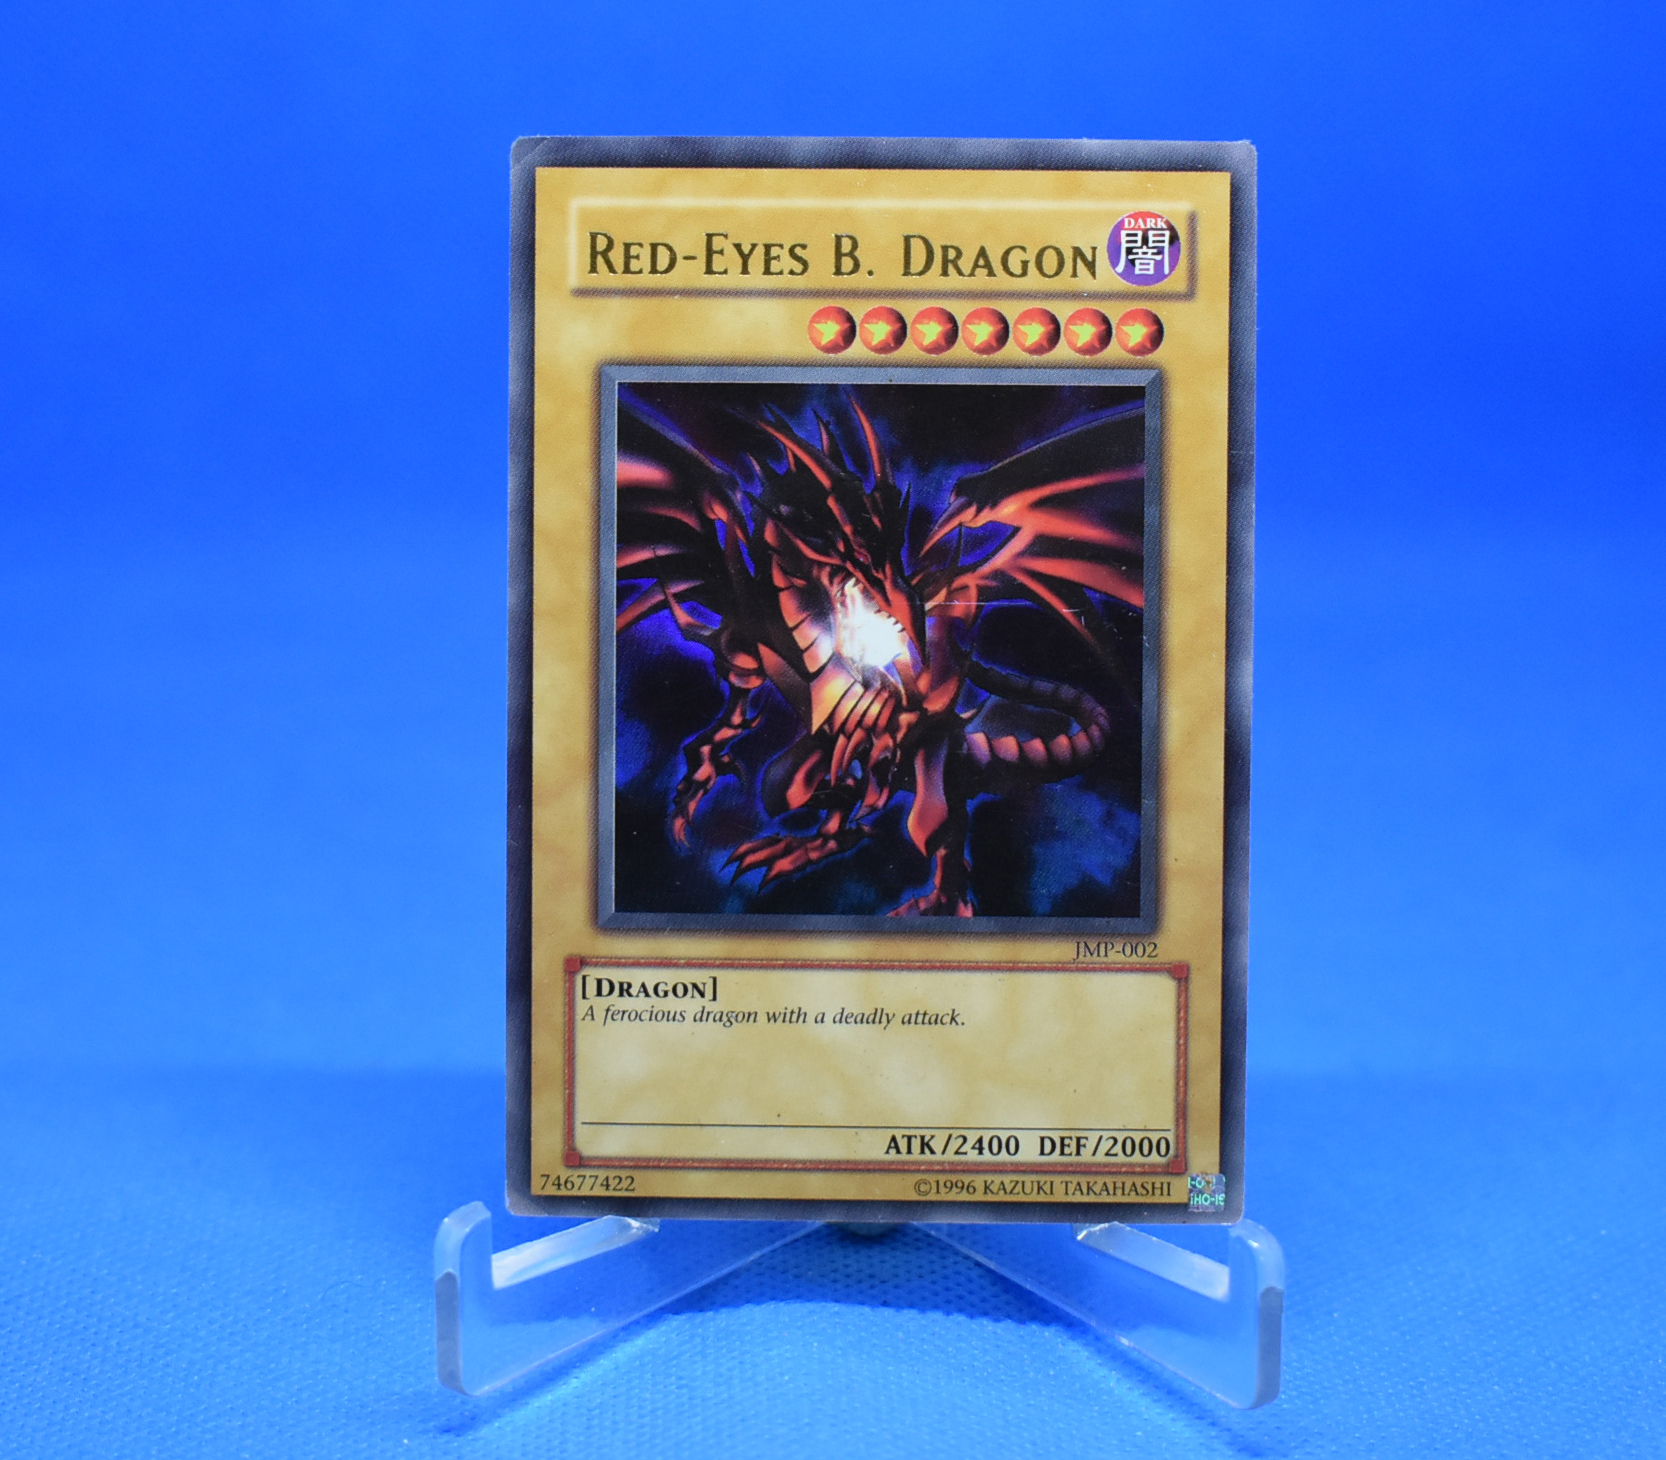 RED-EYES B. DRAGON
DARK
闇
JMP-002
[DRAGON]
A ferocious dragon with a deadly attack.
ATK/2400 DEF/2000
74677422
©1996 KAZUKI TAKAHASHI